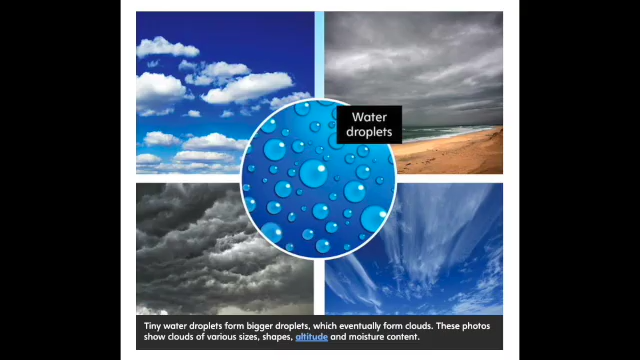 Water
droplets
Tiny water droplets form bigger droplets, which eventually form clouds. These photos
show clouds of various sizes, shapes, altitude and moisture content.